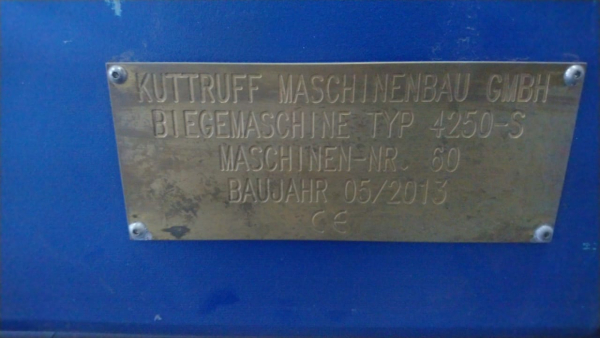 KUTTRUFF MASCHINENBAU GMBH
BIEGEMASCHINE TYP 4250-S
MASCHINEN-NR. 60
BAUJAHR 05/2013
CE